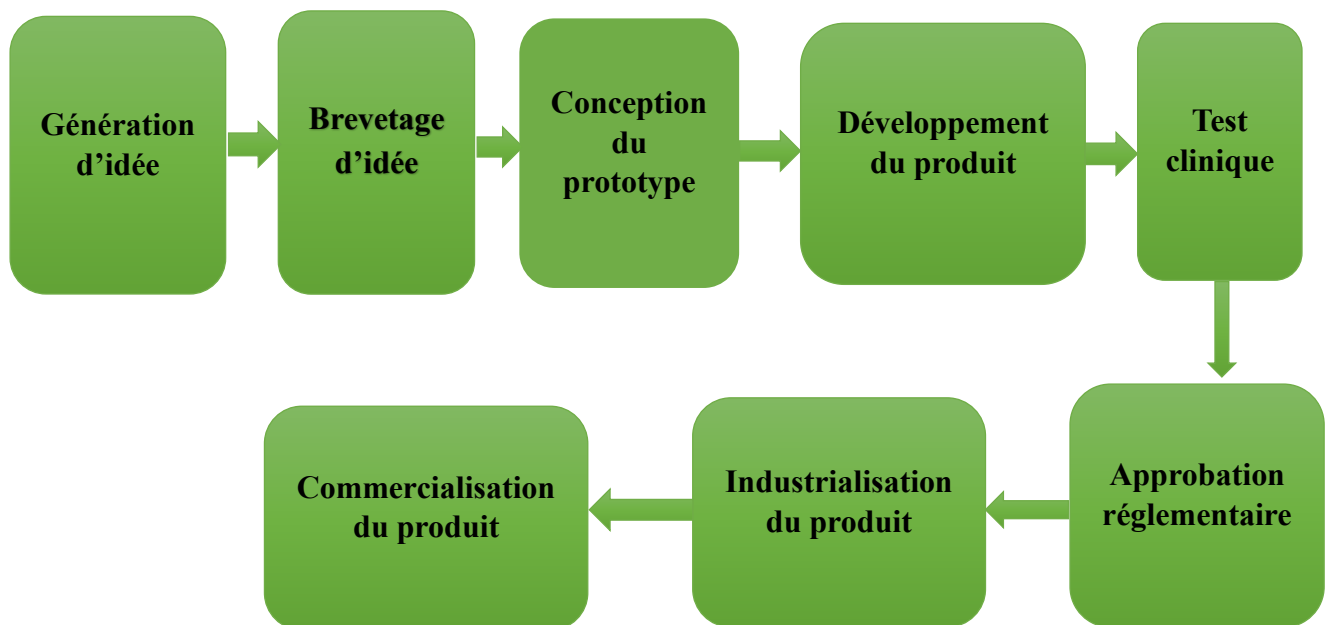 Génération
d’idée
Brevetage
d’idée
Conception
du
prototype
Développement
du produit
Test
clinique
Approbation
réglementaire
Industrialisation
du produit
Commercialisation
du produit